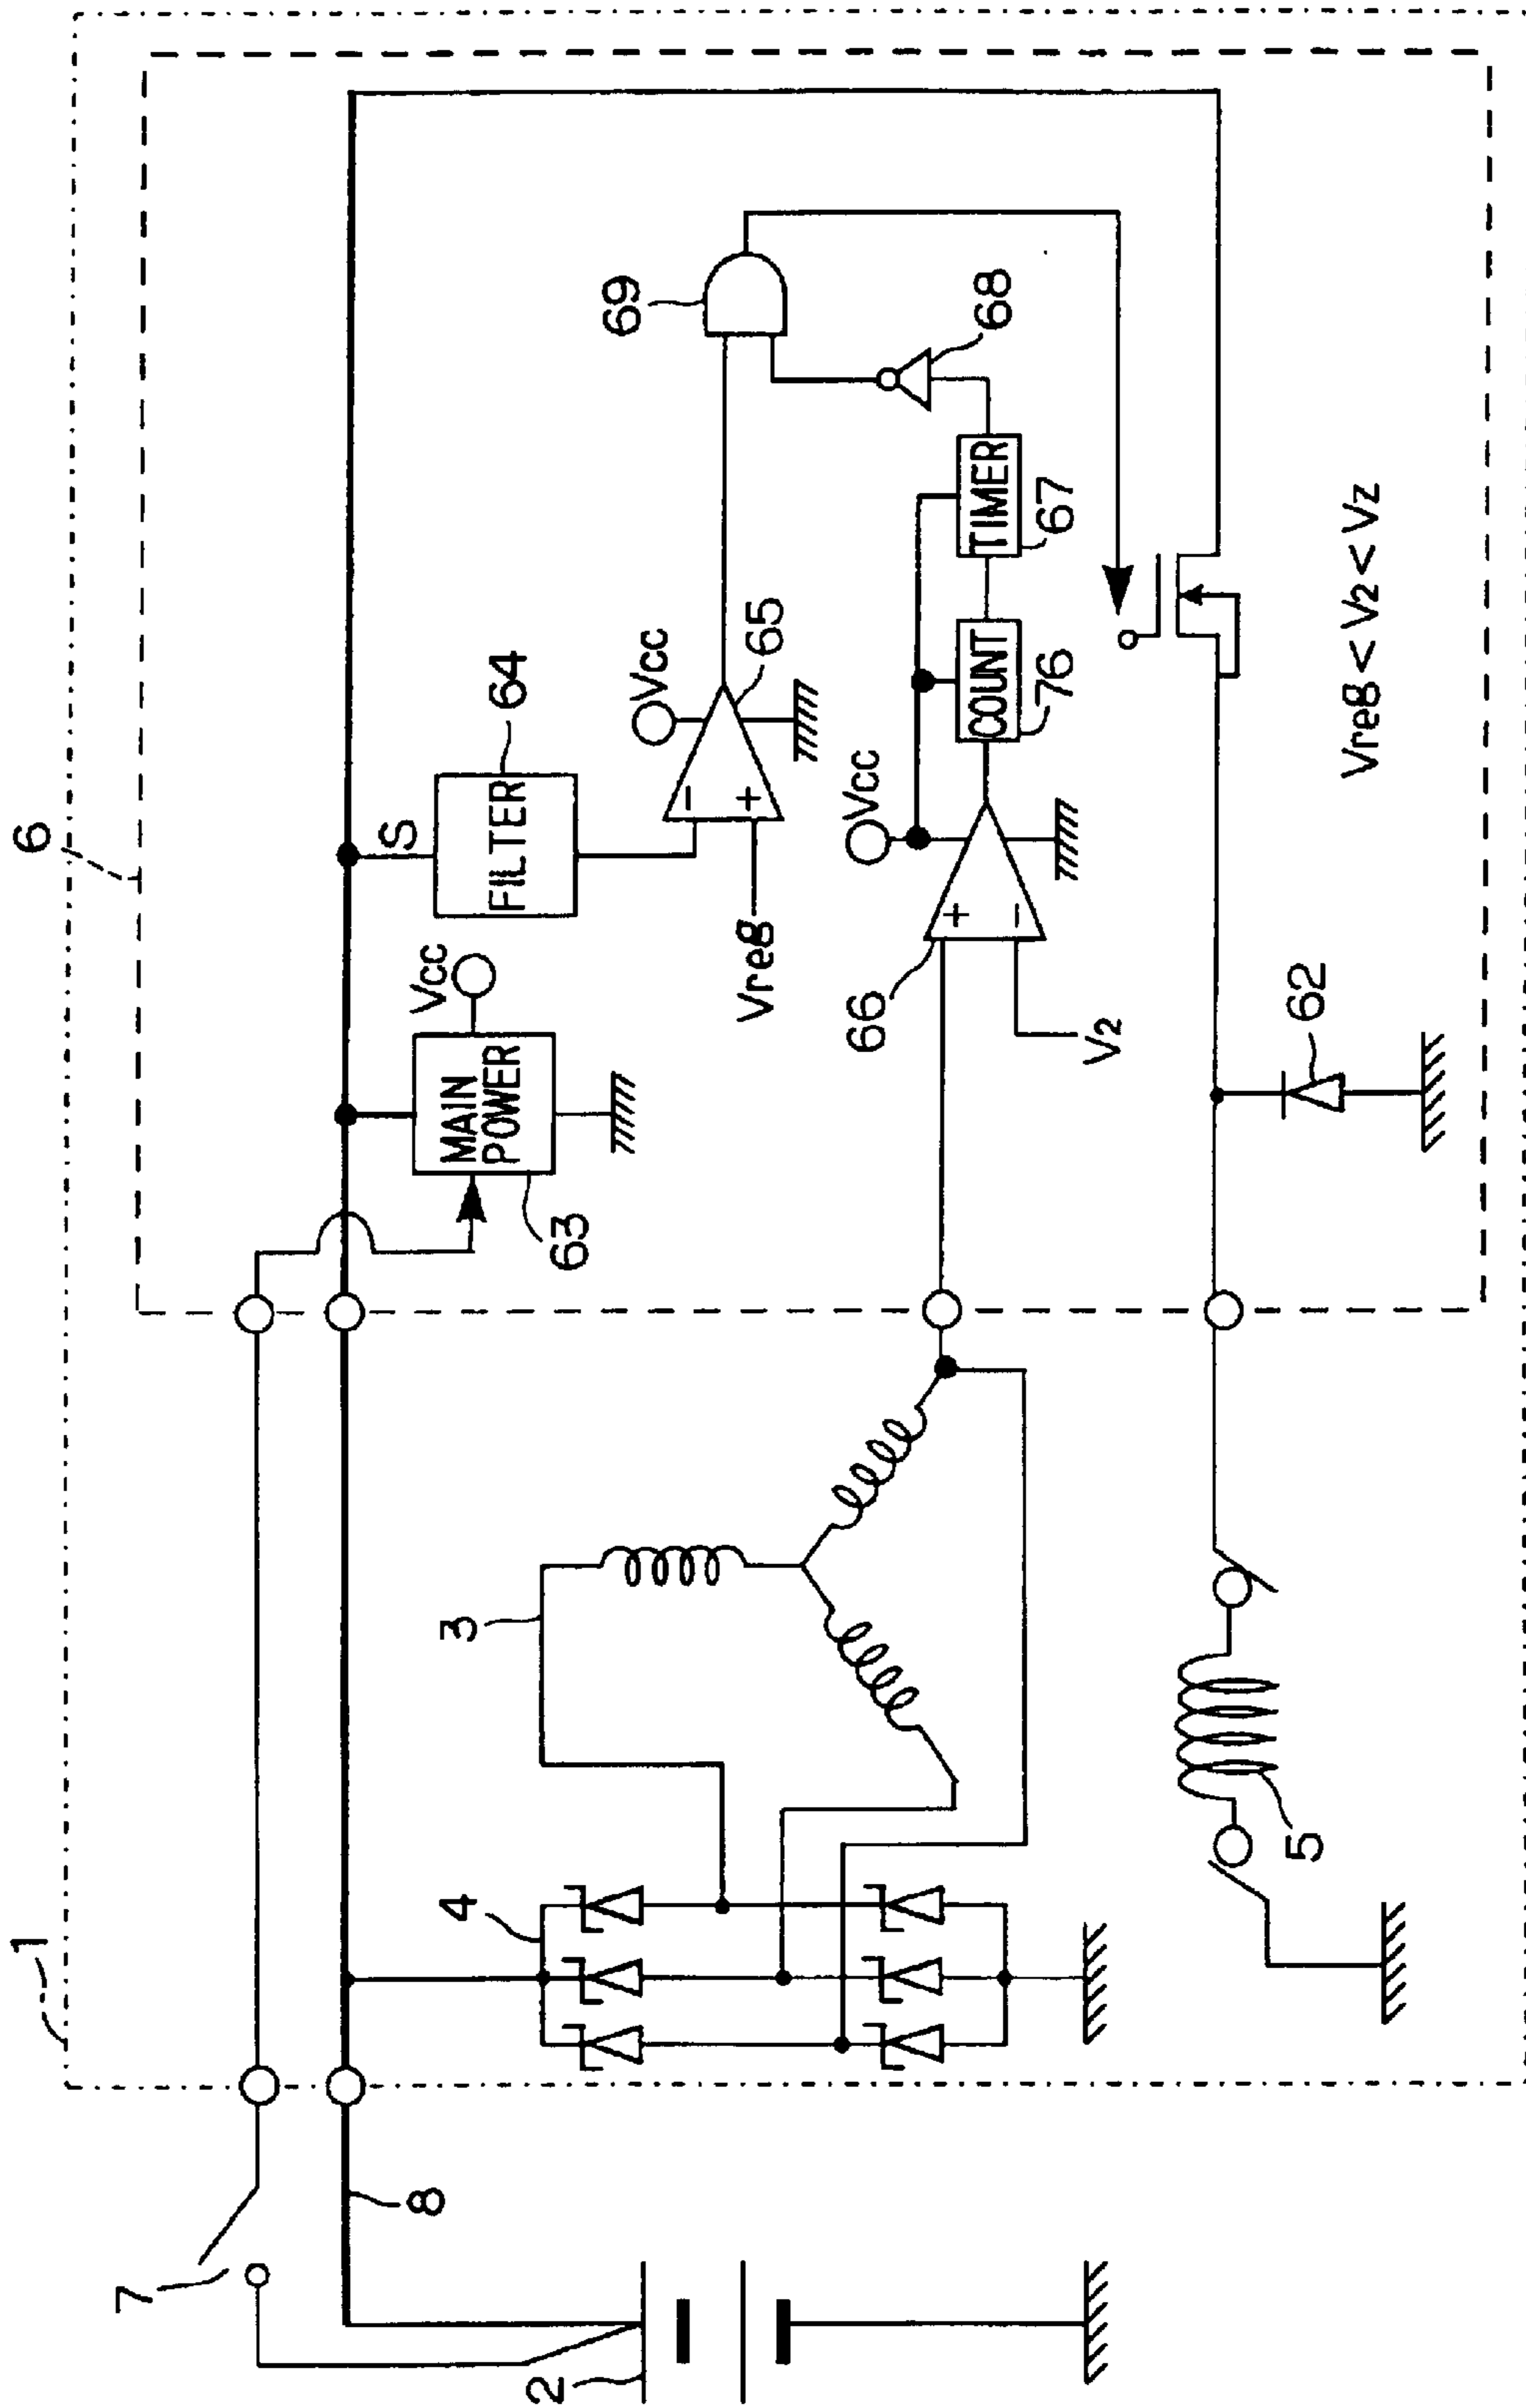 1
6
7
8
2
4
3
5
MAIN
POWER
63
Vcc
S
FILTER
64
Vreg
−
+
Vcc
65
69
68
66
+
−
V2
Vcc
COUNT
76
TIMER
67
62
Vreg < V2 < Vz